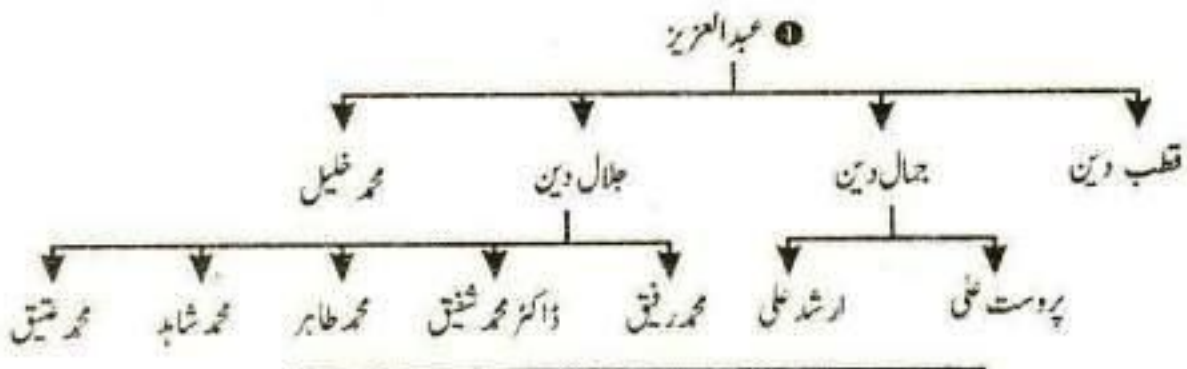 ❶ عبدالعزیز
قطب دین جمال دین جلال دین محمد خلیل
پروست علی ارشد علی محمد رفیق ڈاکٹر محمد شفیق محمد طاہر محمد شاہد محمد عتیق